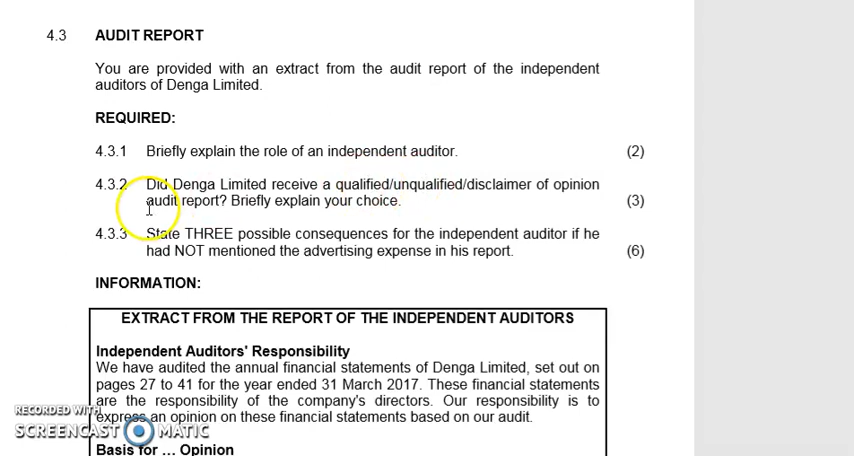 4.3 AUDIT REPORT
You are provided with an extract from the audit report of the independent
auditors of Denga Limited.
REQUIRED:
4.3.1 Briefly explain the role of an independent auditor. (2)
4.3.2 Did Denga Limited receive a qualified/unqualified/disclaimer of opinion
audit report? Briefly explain your choice. (3)
4.3.3 State THREE possible consequences for the independent auditor if he
had NOT mentioned the advertising expense in his report. (6)
INFORMATION:
EXTRACT FROM THE REPORT OF THE INDEPENDENT AUDITORS
Independent Auditors' Responsibility
We have audited the annual financial statements of Denga Limited, set out on
pages 27 to 41 for the year ended 31 March 2017. These financial statements
are the responsibility of the company's directors. Our responsibility is to
express an opinion on these financial statements based on our audit.
Basis for ... Opinion
RECORDED WITH
SCREENCAST MATIC